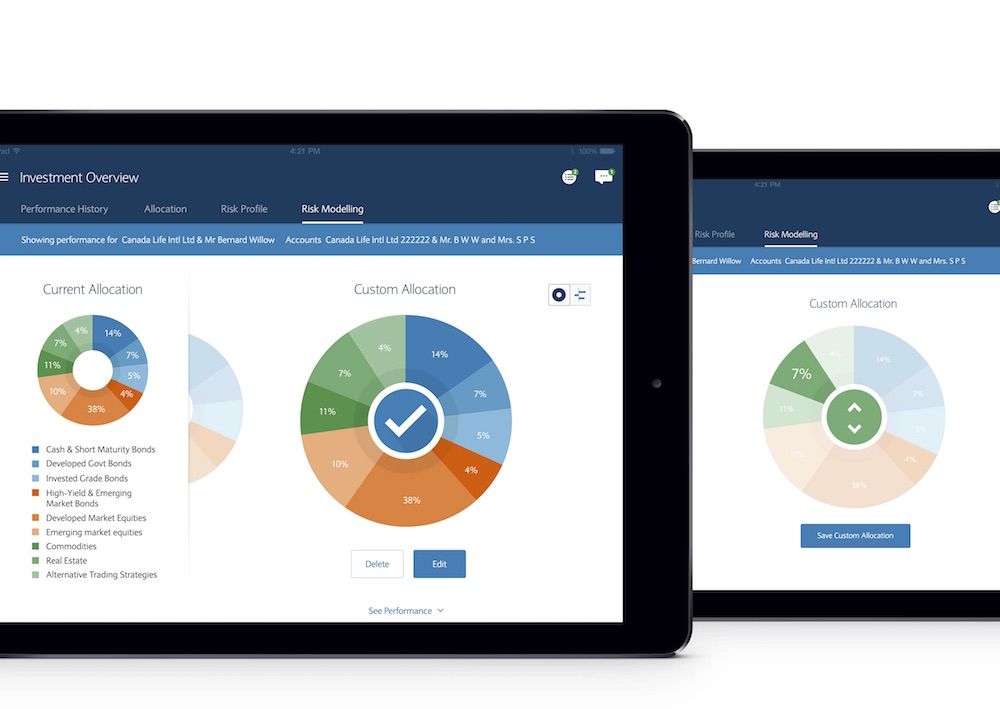 Pad
4:21 PM
100%
Investment Overview
2
1
Performance History
Allocation
Risk Profile
Risk Modelling
Showing performance for Canada Life Intl Ltd & Mr Bernard Willow Accounts Canada Life Intl Ltd 222222 & Mr. B W W and Mrs. S P S
Current Allocation
4%
14%
7%
7%
11%
5%
10%
4%
38%
Cash & Short Maturity Bonds
Developed Govt Bonds
Invested Grade Bonds
High-Yield & Emerging
Market Bonds
Developed Market Equities
Emerging market equities
Commodities
Real Estate
Alternative Trading Strategies
Custom Allocation
4%
14%
7%
7%
11%
5%
10%
4%
38%
Delete
Edit
See Performance
4:21 PM
Risk Profile
Risk Modelling
Bernard Willow Accounts Canada Life Intl Ltd 222222 & Mr. B W W and Mrs. S P S
Custom Allocation
4%
14%
7%
7%
11%
5%
10%
4%
38%
Save Custom Allocation